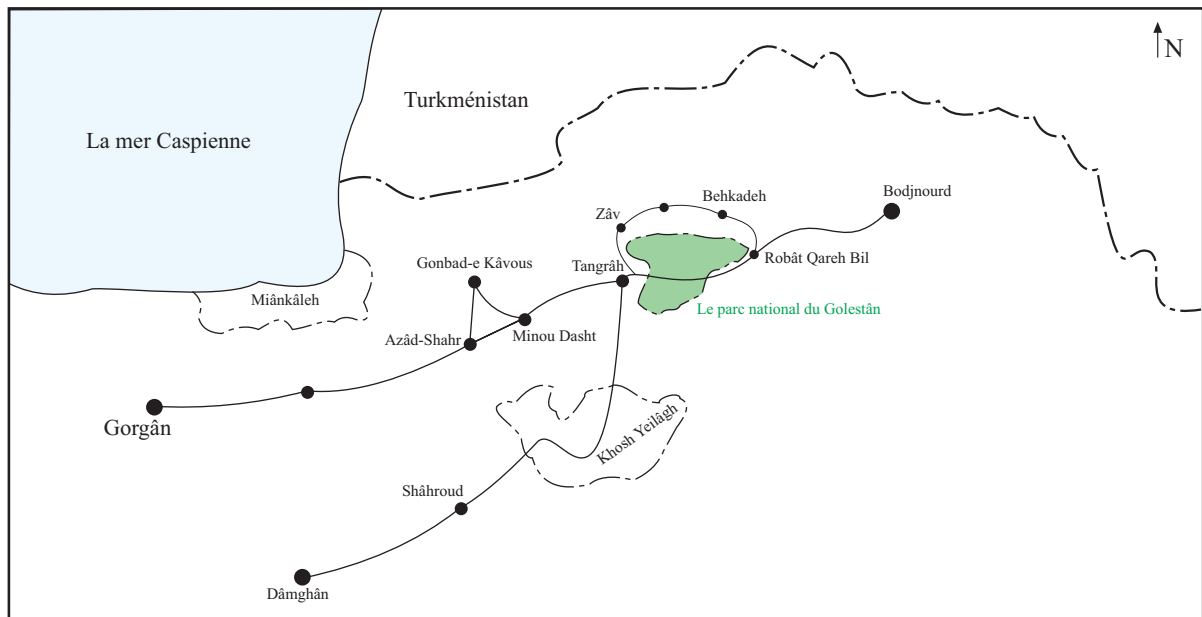 N
Turkménistan
La mer Caspienne
Behkadeh
Bodjnourd
Zâv
Robât Qareh Bil
Tangrâh
Gonbad-e Kâvous
Miânkâleh
Le parc national du Golestân
Minou Dasht
Azâd-Shahr
Gorgân
Khosh Yeilâgh
Shâhroud
Dâmghân